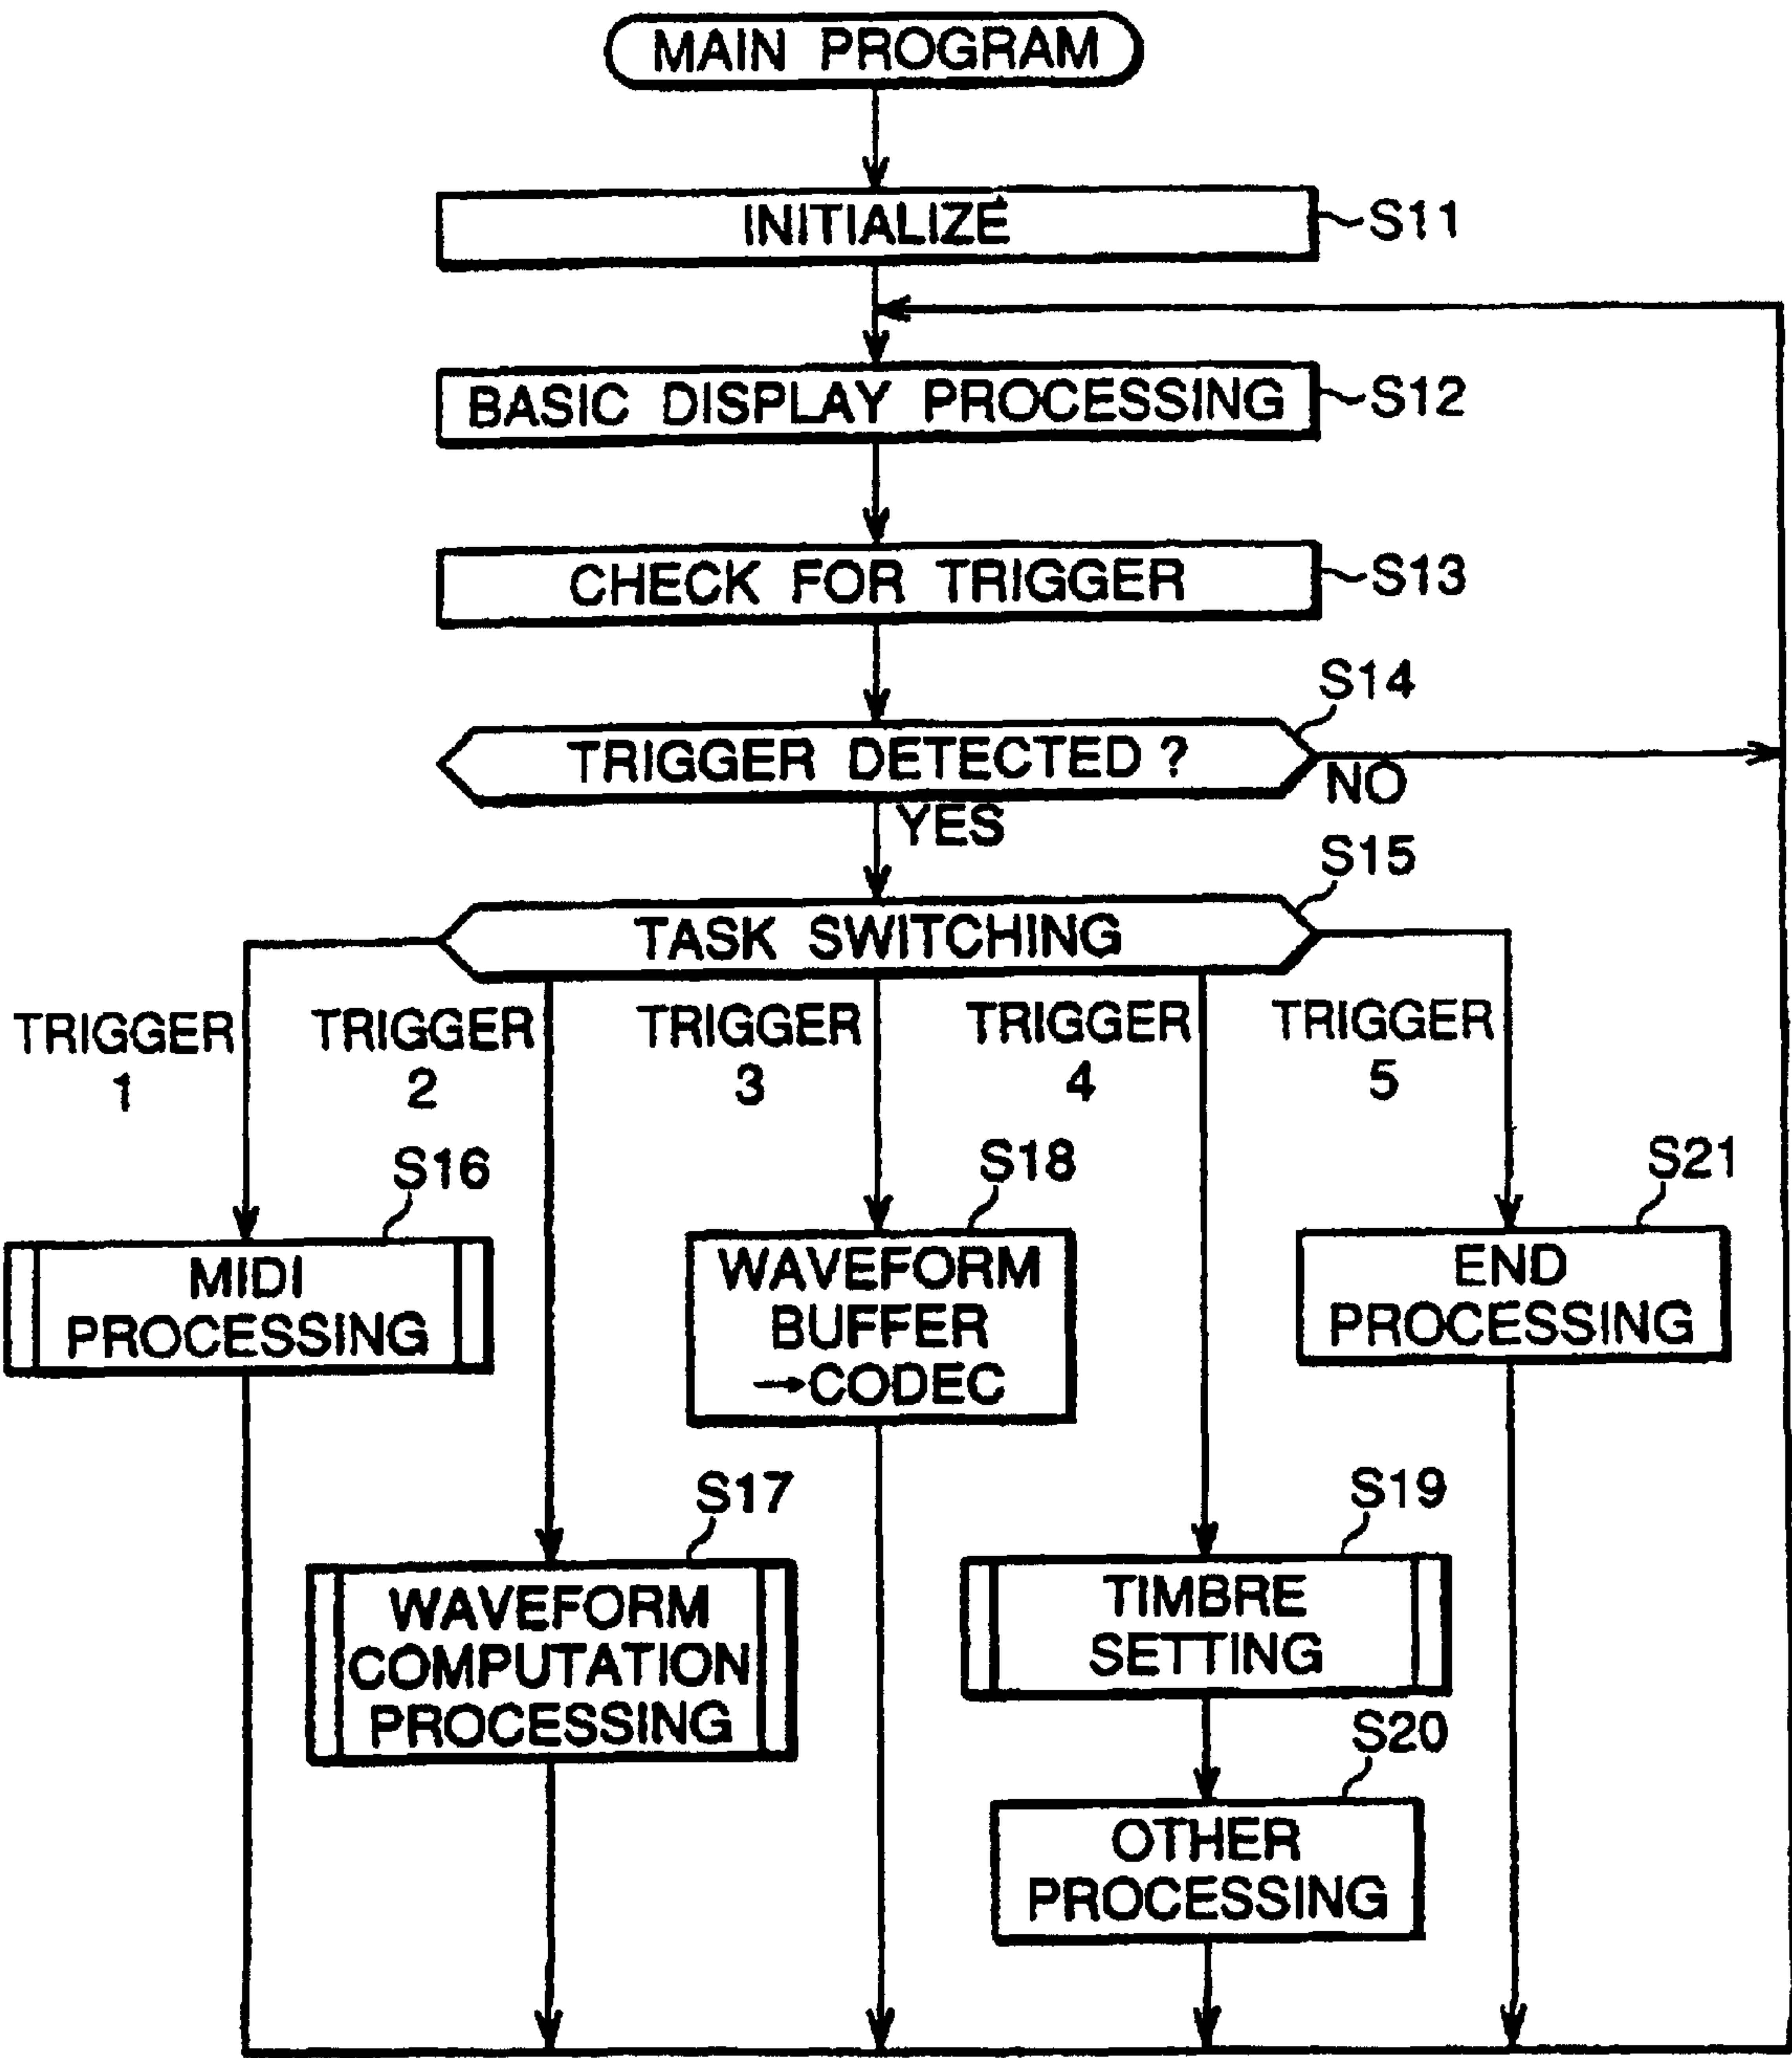 MAIN PROGRAM
INITIALIZE
S11
BASIC DISPLAY PROCESSING
S12
CHECK FOR TRIGGER
S13
S14
TRIGGER DETECTED ?
NO
YES
S15
TASK SWITCHING
TRIGGER
1
TRIGGER
2
TRIGGER
3
TRIGGER
4
TRIGGER
5
S16
MIDI
PROCESSING
S18
WAVEFORM
BUFFER
→CODEC
S21
END
PROCESSING
S17
WAVEFORM
COMPUTATION
PROCESSING
S19
TIMBRE
SETTING
S20
OTHER
PROCESSING